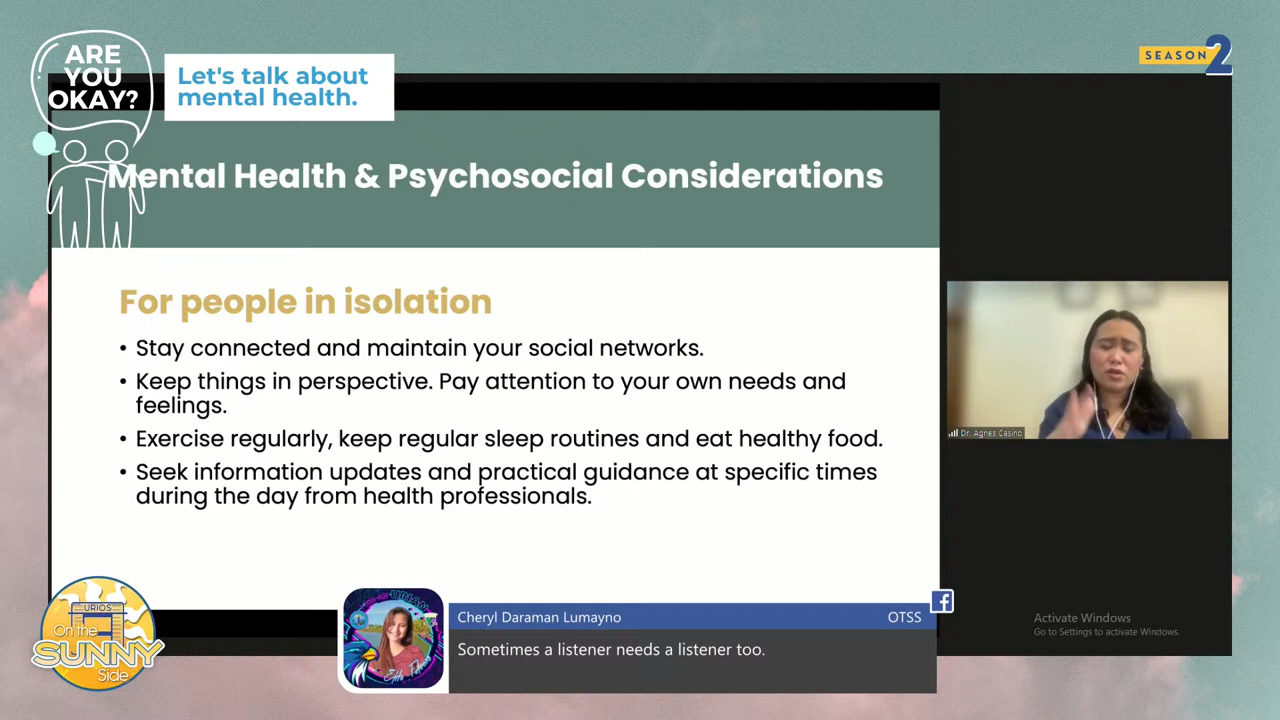 ARE
YOU
OKAY?
Let's talk about
mental health.
SEASON 2
Mental Health & Psychosocial Considerations
For people in isolation
• Stay connected and maintain your social networks.
• Keep things in perspective. Pay attention to your own needs and
feelings.
• Exercise regularly, keep regular sleep routines and eat healthy food.
• Seek information updates and practical guidance at specific times
during the day from health professionals.
Dr. Agnes Casino
URIOS
On the
SUNNY
Side
Cheryl Daraman Lumayno
OTSS
Sometimes a listener needs a listener too.
Activate Windows
Go to Settings to activate Windows.